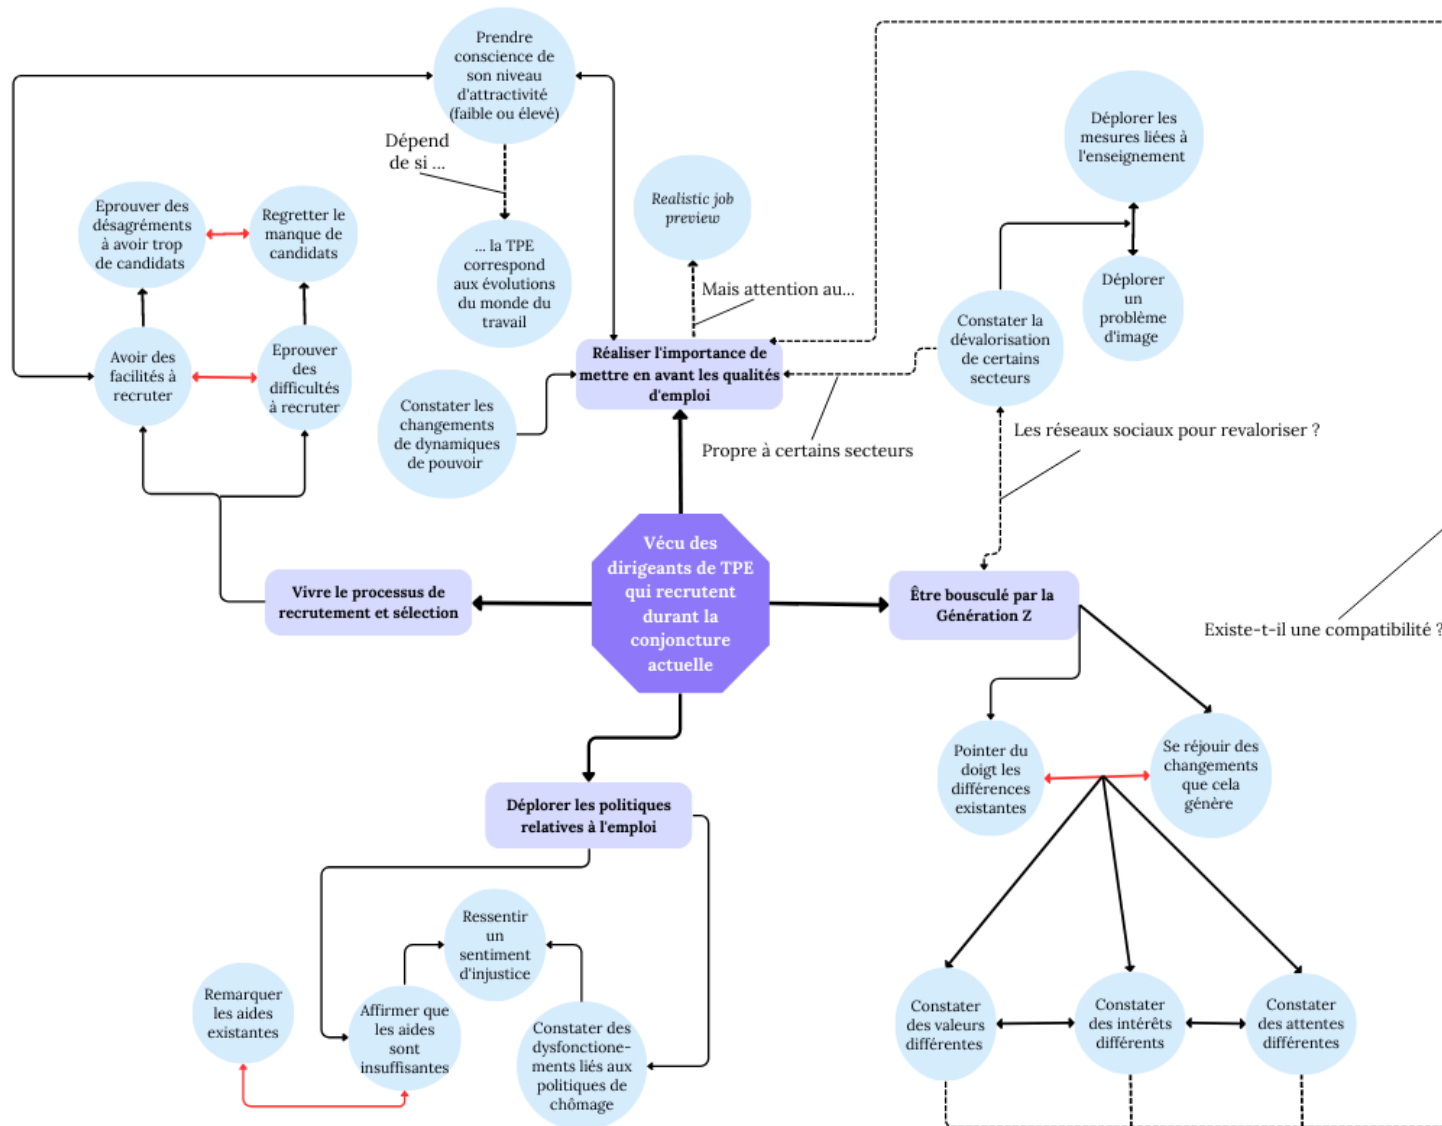 Prendre
conscience de
son niveau
d'attractivité
(faible ou élevé)
Dépend
de si ...
... la TPE
correspond
aux évolutions
du monde du
travail
Realistic job
preview
Mais attention au...
Déplorer les
mesures liées à
l'enseignement
Déplorer
un
problème
d'image
Constater la
dévalorisation
de certains
secteurs
Eprouver des
désagréments
à avoir trop
de candidats
Regretter le
manque de
candidats
Avoir des
facilités à
recruter
Eprouver
des
difficultés
à recruter
Réaliser l'importance de
mettre en avant les qualités
d'emploi
Constater les
changements
de dynamiques
de pouvoir
Propre à certains secteurs
Les réseaux sociaux pour revaloriser ?
Vécu des
dirigeants de TPE
qui recrutent
durant la
conjoncture
actuelle
Vivre le processus de
recrutement et sélection
Être bousculé par la
Génération Z
Existe-t-il une compatibilité ?
Pointer du
doigt les
différences
existantes
Se réjouir des
changements
que cela
génère
Déplorer les politiques
relatives à l'emploi
Ressentir
un
sentiment
d'injustice
Remarquer
les aides
existantes
Affirmer que
les aides
sont
insuffisantes
Constater des
dysfonctione-
ments liés aux
politiques de
chômage
Constater
des valeurs
différentes
Constater
des intérêts
différents
Constater
des attentes
différentes